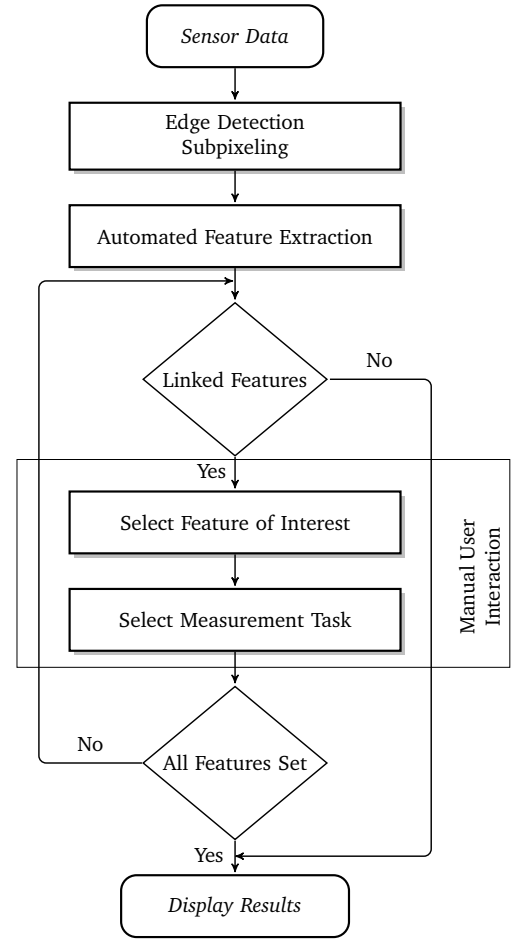 Sensor Data
Edge Detection
Subpixeling
Automated Feature Extraction
Linked Features
No
Yes
Select Feature of Interest
Select Measurement Task
Manual User
Interaction
No
All Features Set
Yes
Display Results